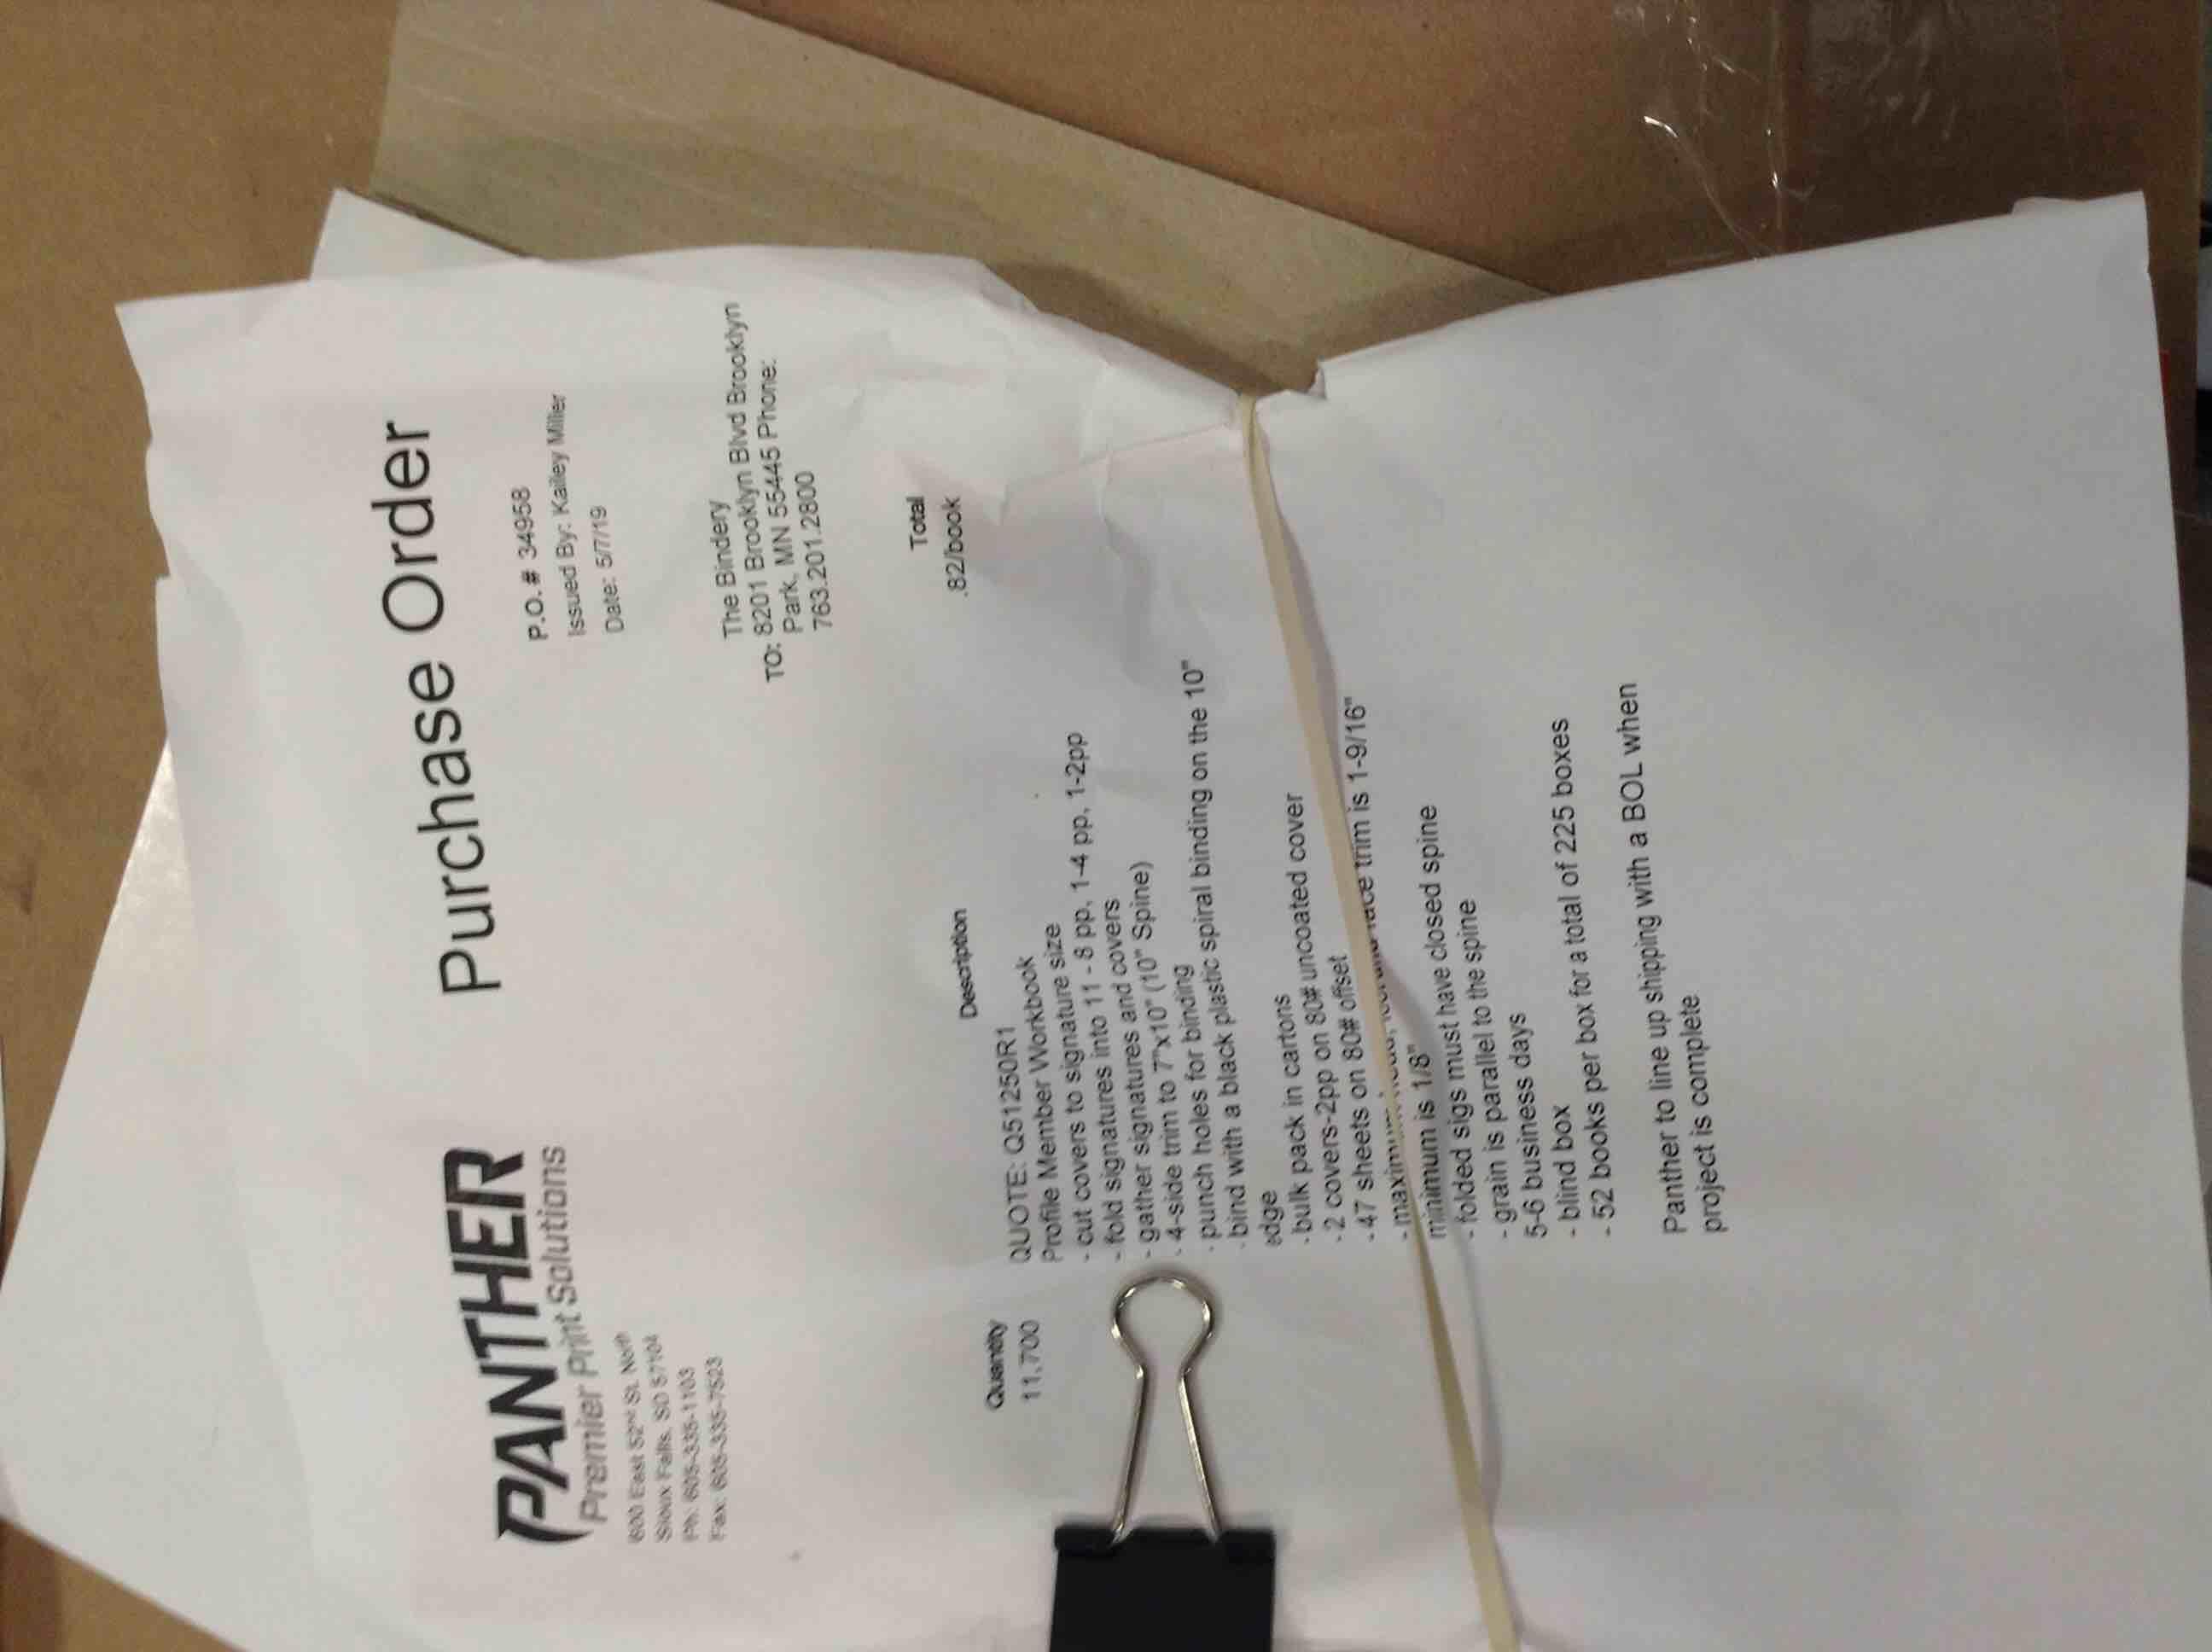 PANTHER
Premier Print Solutions
600 East 52nd St. North
Sioux Falls, SD 57104
Ph: 605-335-1103
Fax: 605-335-7523
Purchase Order
P.O.# 34958
Issued By: Kailey Miller
Date: 5/7/19
The Bindery
TO: 8201 Brooklyn Blvd Brooklyn
Park, MN 55445 Phone:
763.201.2800
Quantity Description Total
11,700 QUOTE: Q51250R1 .82/book
Profile Member Workbook
- cut covers to signature size
- fold signatures into 11 - 8 pp, 1-4 pp, 1-2pp
- gather signatures and covers
- 4-side trim to 7"x10" (10" Spine)
- punch holes for binding
- bind with a black plastic spiral binding on the 10"
edge
- bulk pack in cartons
- 2 covers-2pp on 80# uncoated cover
- 47 sheets on 80# offset
- maximum face trim is 1-9/16"
minimum is 1/8"
- folded sigs must have closed spine
- grain is parallel to the spine
5-6 business days
- blind box
- 52 books per box for a total of 225 boxes
Panther to line up shipping with a BOL when
project is complete